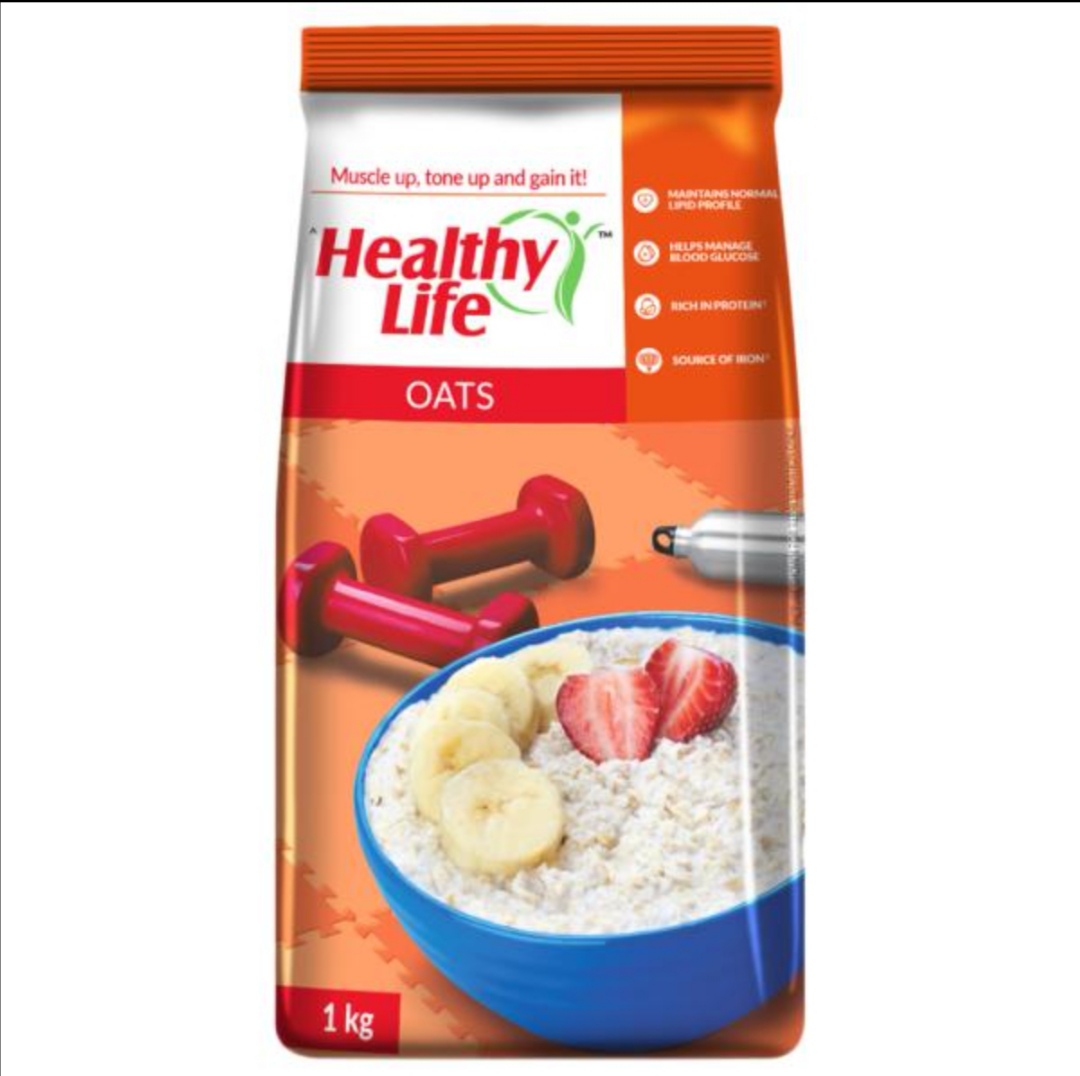 Muscle up, tone up and gain it!
^Healthy
Life™
OATS
MAINTAINS NORMAL
LIPID PROFILE
HELPS MANAGE
BLOOD GLUCOSE
RICH IN PROTEIN
SOURCE OF IRON
1 kg